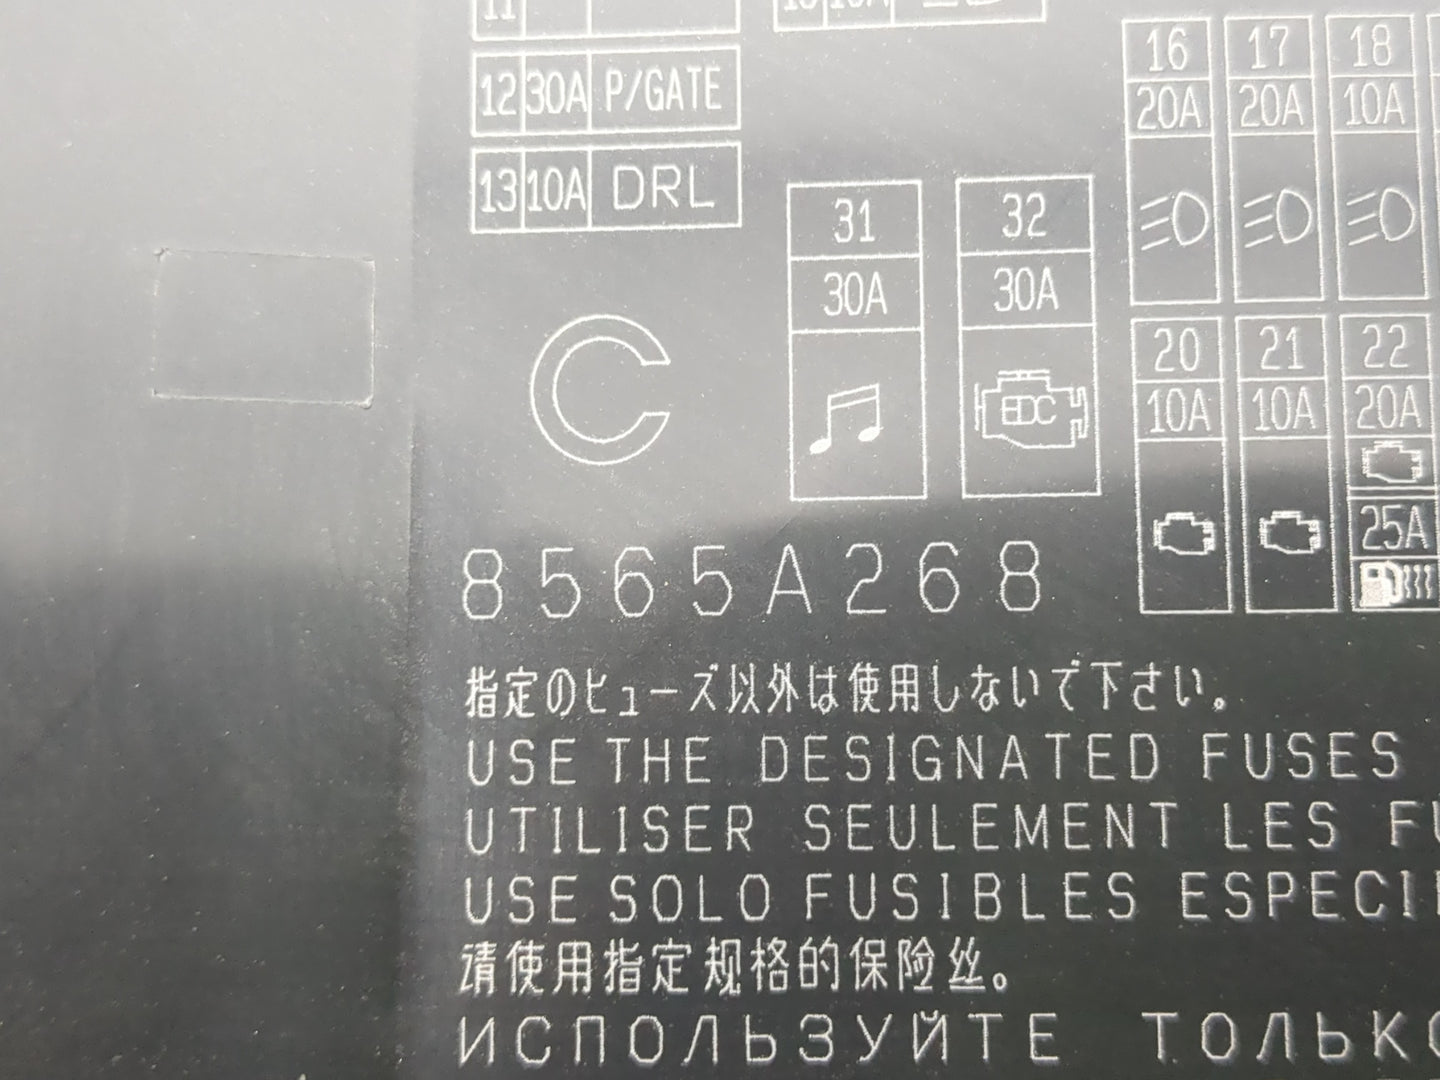 11
12 30A P/GATE
13 10A DRL
16 17 18
20A 20A 10A
31 32
30A 30A
EDC
C
20 21 22
10A 10A 20A
25A
8565A268
指定のヒューズ以外は使用しないで下さい。
USE THE DESIGNATED FUSES
UTILISER SEULEMENT LES
USE SOLO FUSIBLES
请使用指定规格的保险丝。
ИСПОЛЬЗУЙТЕ